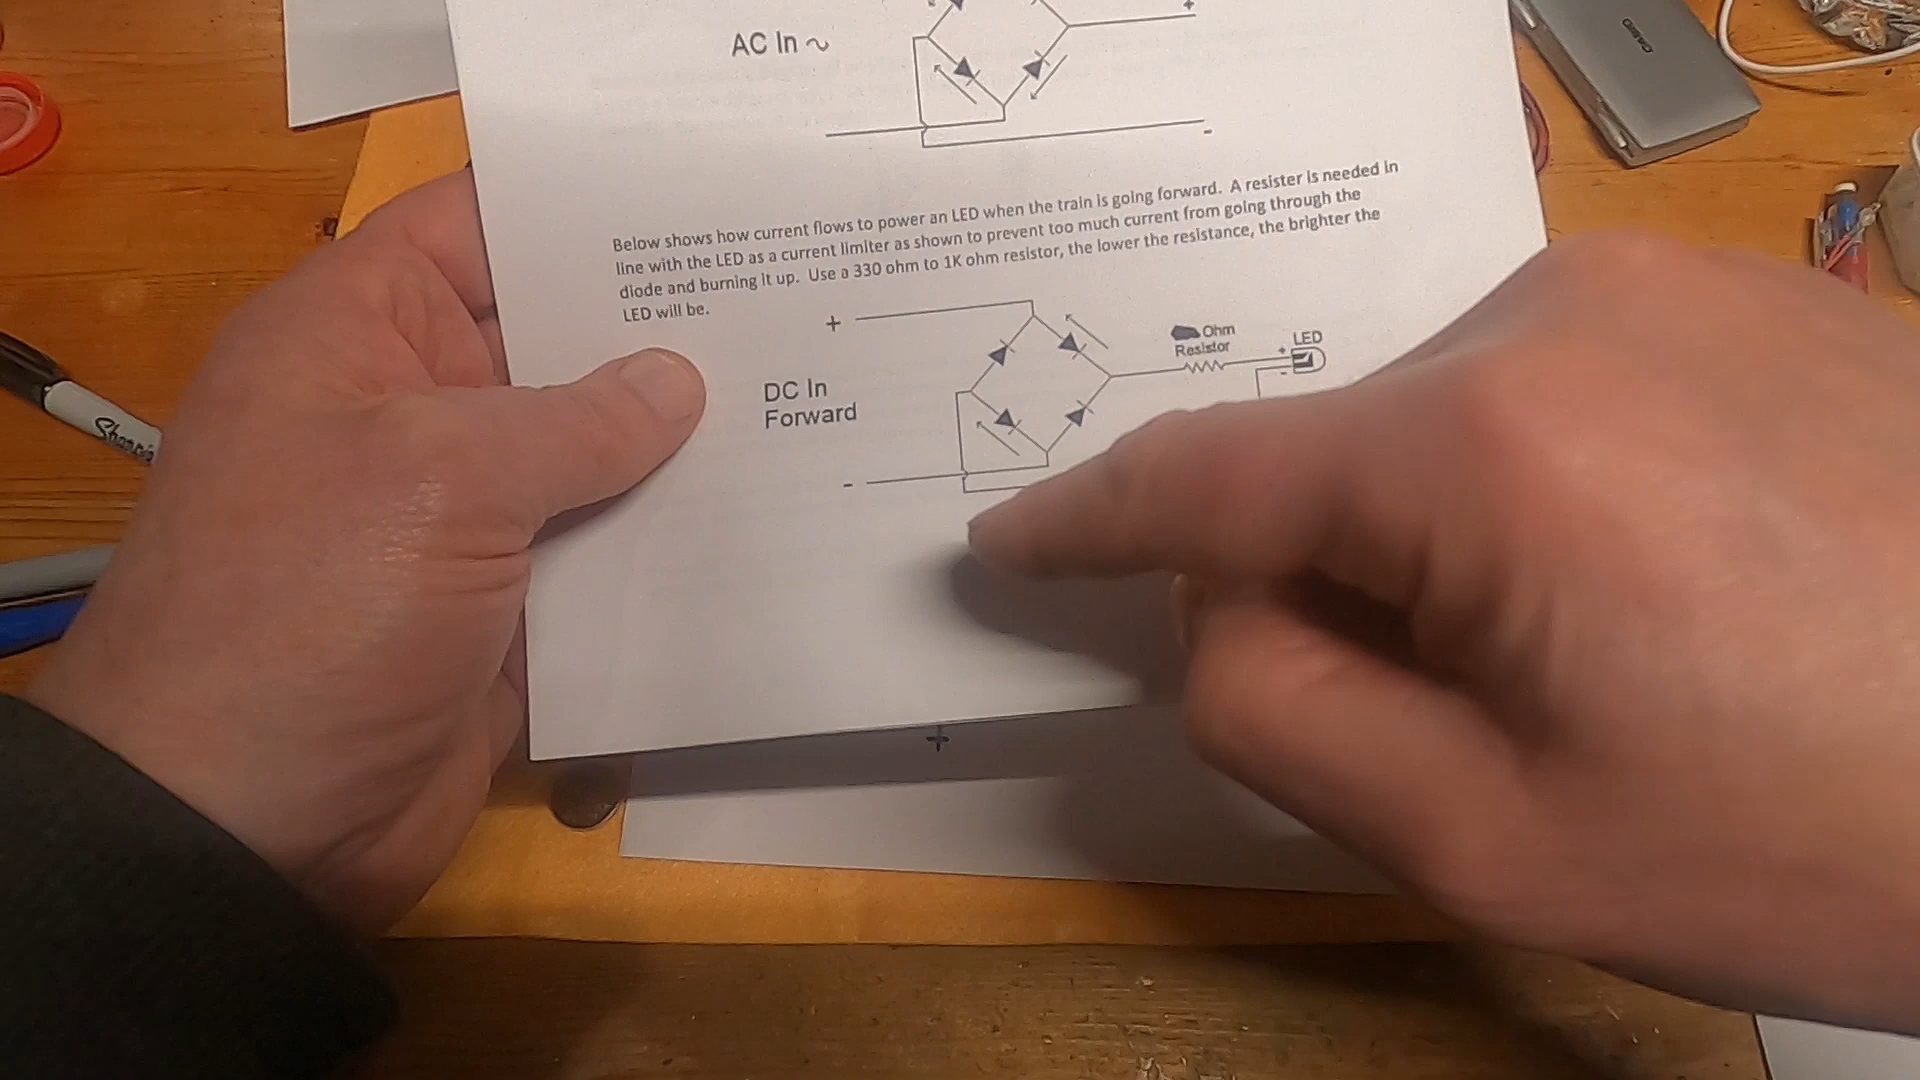 +
AC In ~
-
Below shows how current flows to power an LED when the train is going forward. A resister is needed in
line with the LED as a current limiter as shown to prevent too much current from going through the
diode and burning it up. Use a 330 ohm to 1K ohm resistor, the lower the resistance, the brighter the
LED will be.
+
Ohm
Resistor
LED
+
-
DC In
Forward
-
+
Sharpie
CASIO